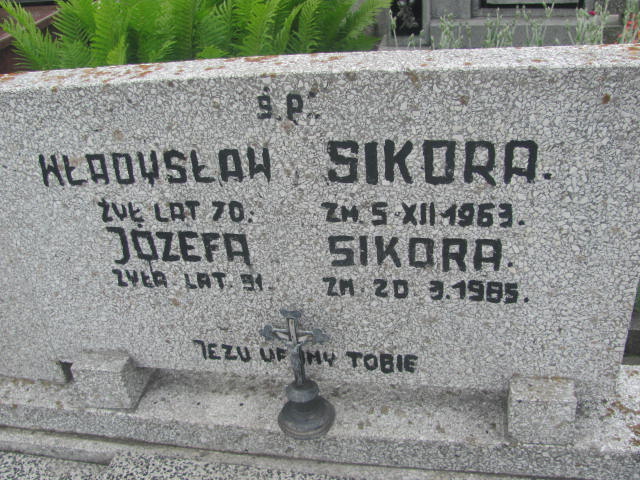 Ś.P.
WŁADYSŁAW SIKORA.
ŻYŁ LAT 70. ZM 5-XII 1963.
JÓZEFA SIKORA.
ŻYŁA LAT 91. ZM 20 3.1985.
JEZU UFAMY TOBIE